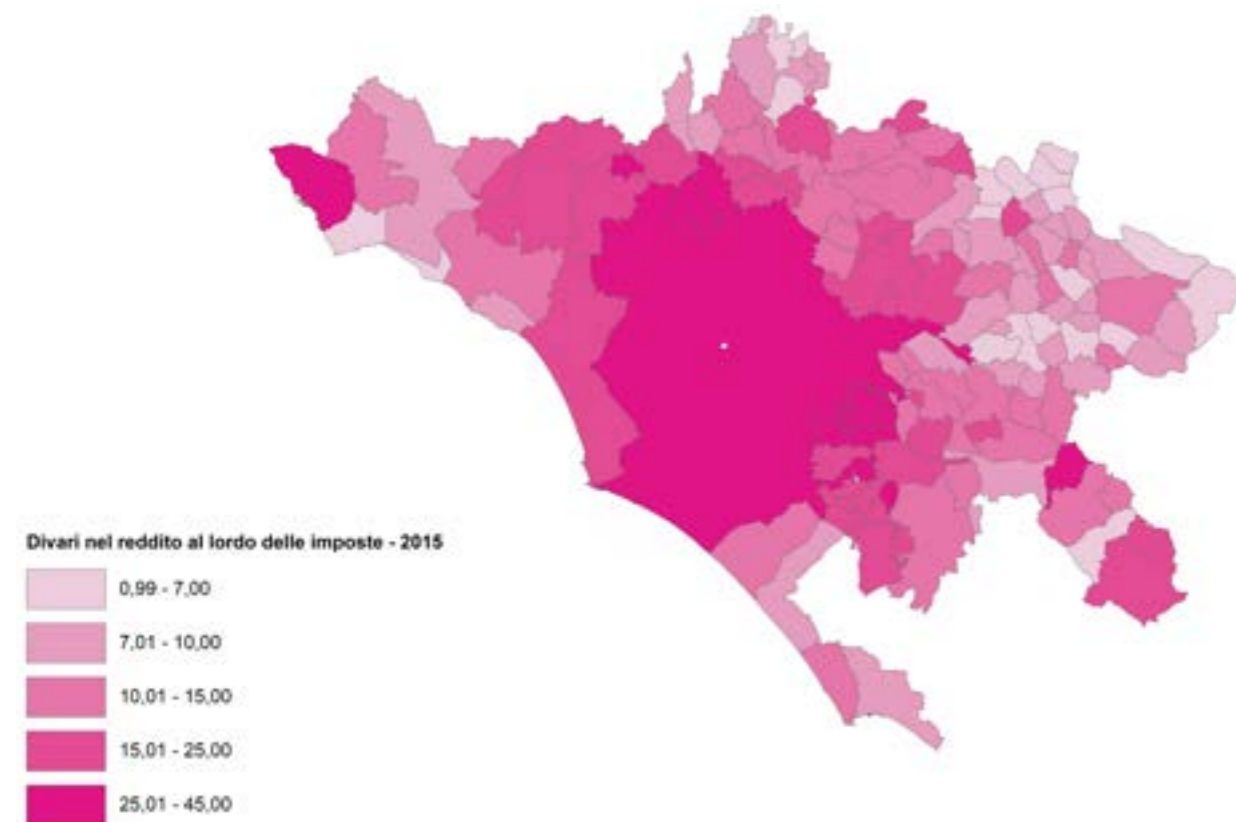 Divari nel reddito al lordo delle imposte - 2015
0,99 - 7,00
7,01 - 10,00
10,01 - 15,00
15,01 - 25,00
25,01 - 45,00